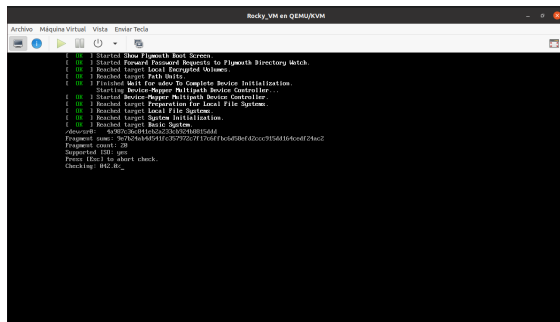 Rocky_VM en QEMU/KVM
Archivo Máquina Virtual Vista Enviar Tecla
[ OK ] Started Show Plymouth Boot Screen.
[ OK ] Started Forward Password Requests to Plymouth Directory Watch.
[ OK ] Reached target Local Encrypted Volumes.
[ OK ] Reached target Path Units.
[ OK ] Finished Wait for udev To Complete Device Initialization.
Starting Device-Mapper Multipath Device Controller...
[ OK ] Started Device-Mapper Multipath Device Controller.
[ OK ] Reached target Preparation for Local File Systems.
[ OK ] Reached target Local File Systems.
[ OK ] Reached target System Initialization.
[ OK ] Reached target Basic System.
/dev/sr0:
Fragment sums:
Fragment count: 20
Supported ISO: yes
Press [Esc] to abort check.
Checking: 042.0%_